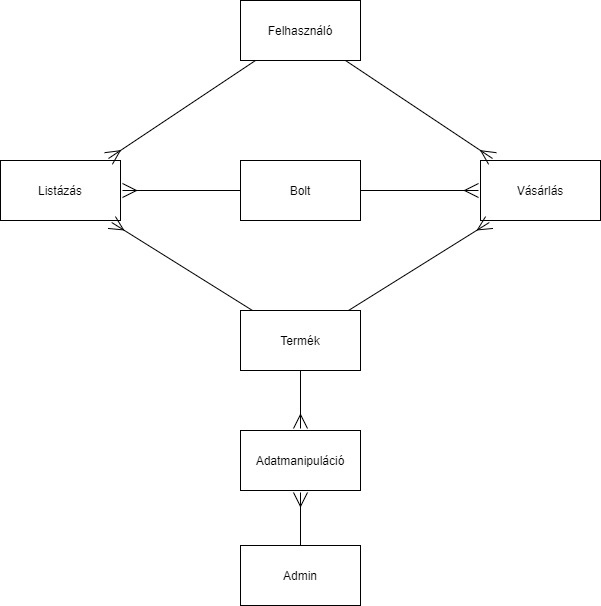 Felhasználó
Listázás
Bolt
Vásárlás
Termék
Adatmanipuláció
Admin